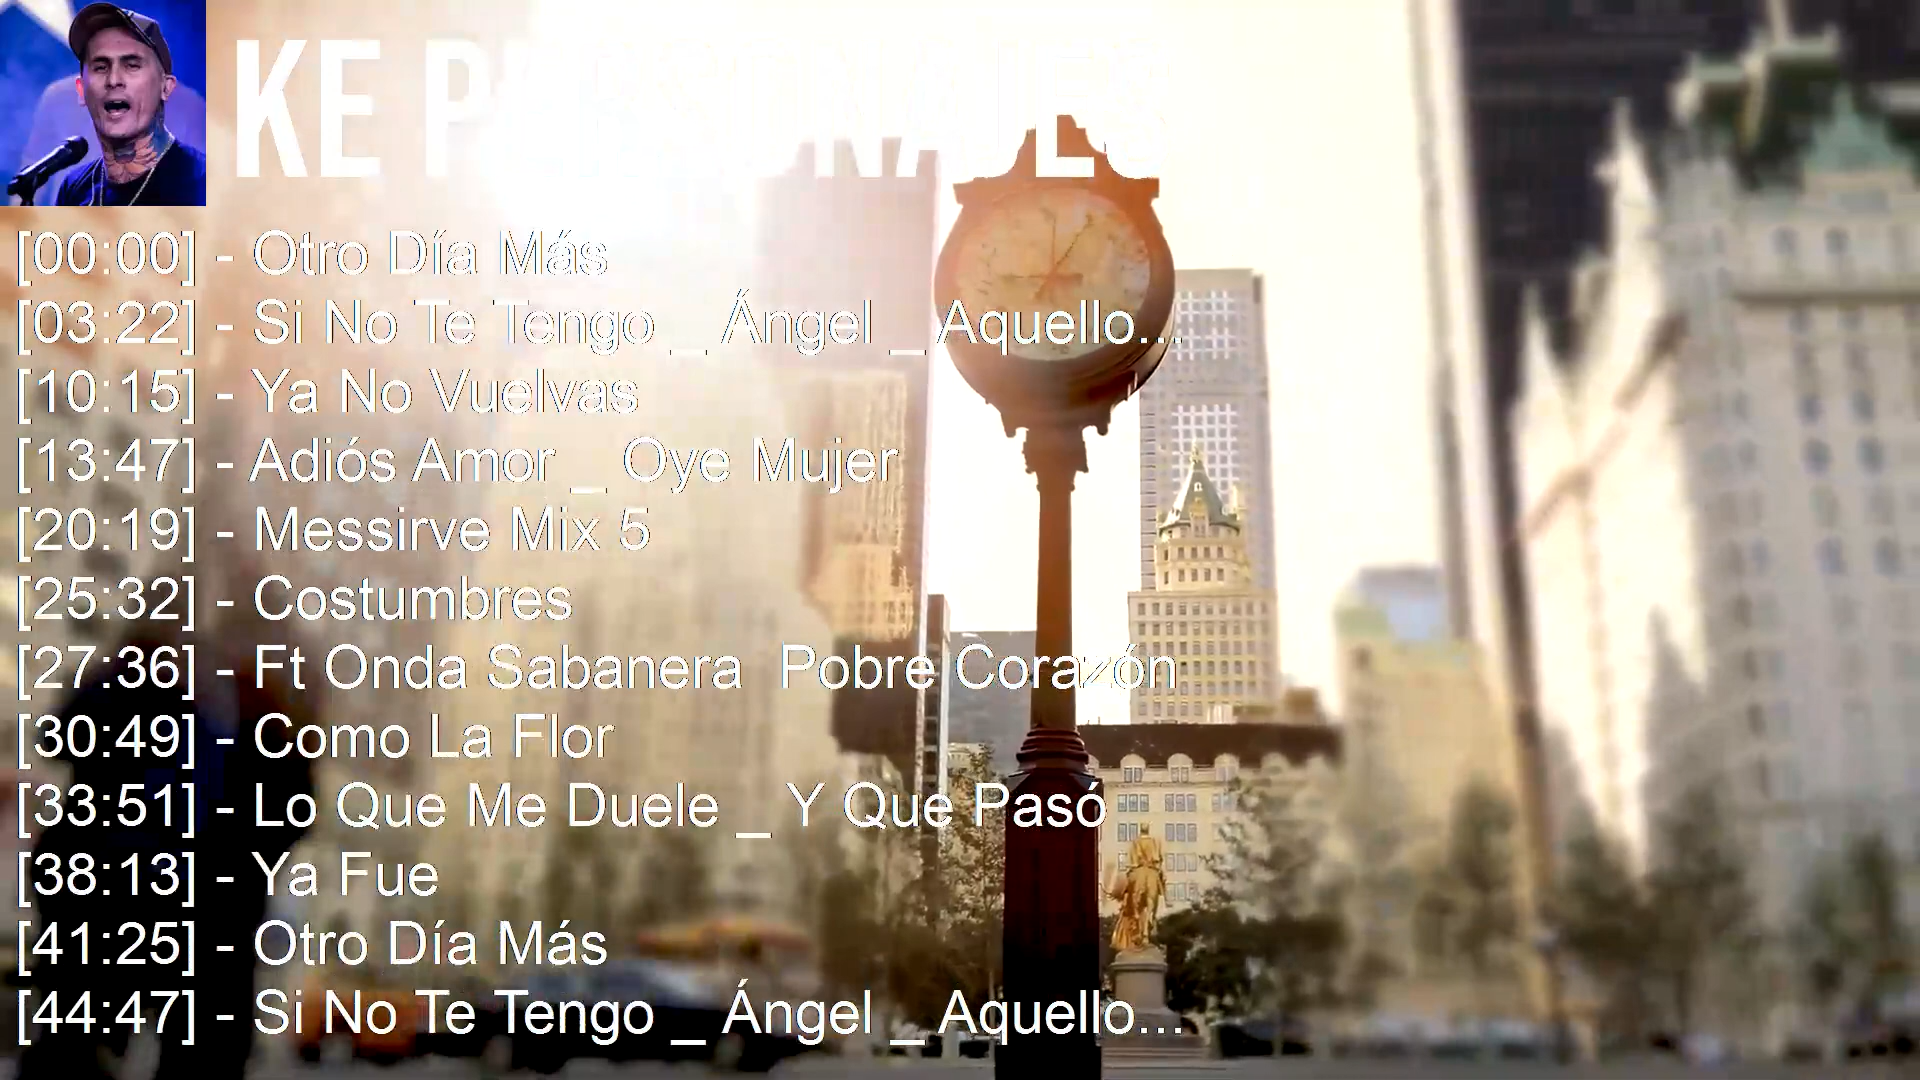 KE PERSONAJES
[00:00] - Otro Día Más
[03:22] - Si No Te Tengo _ Ángel _ Aquello...
[10:15] - Ya No Vuelvas
[13:47] - Adiós Amor _ Oye Mujer
[20:19] - Messirve Mix 5
[25:32] - Costumbres
[27:36] - Ft Onda Sabanera  Pobre Corazón
[30:49] - Como La Flor
[33:51] - Lo Que Me Duele _ Y Que Pasó
[38:13] - Ya Fue
[41:25] - Otro Día Más
[44:47] - Si No Te Tengo _ Ángel _ Aquello...